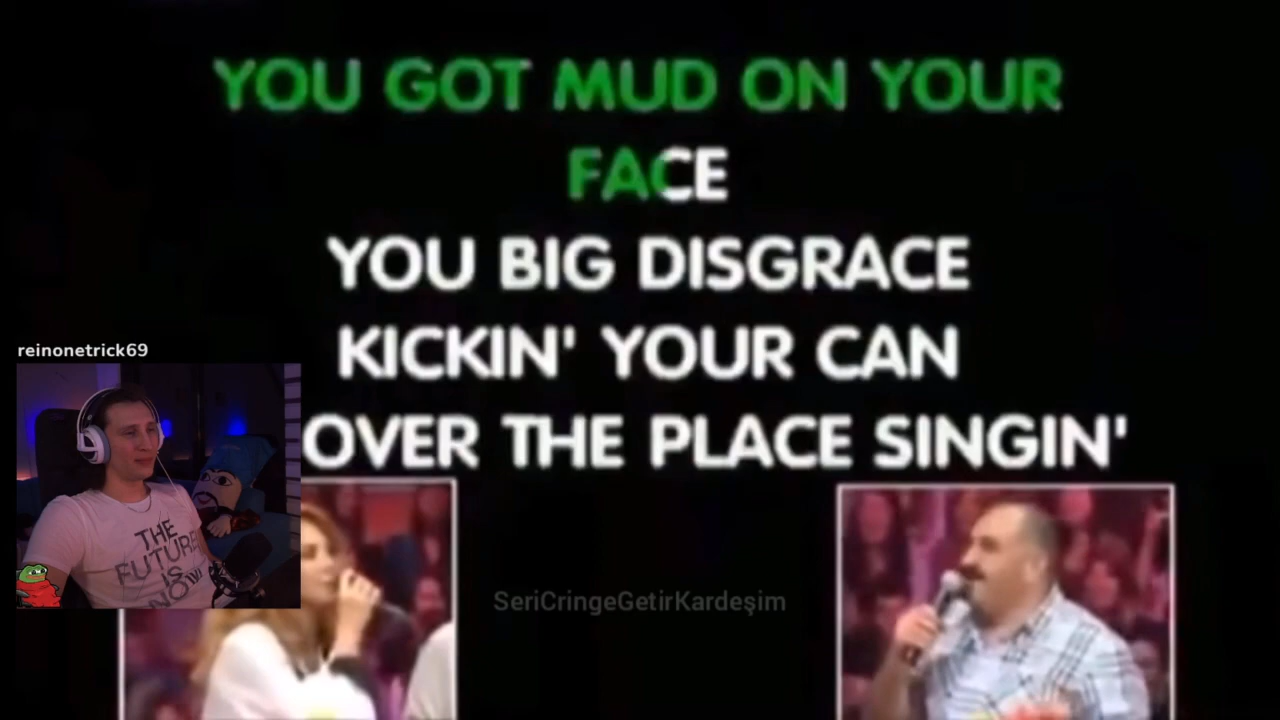 YOU GOT MUD ON YOUR
FACE
YOU BIG DISGRACE
KICKIN' YOUR CAN
OVER THE PLACE SINGIN'
reinonetrick69
THE
FUTURE
IS
NOW
SeriCringeGetirKardeşim